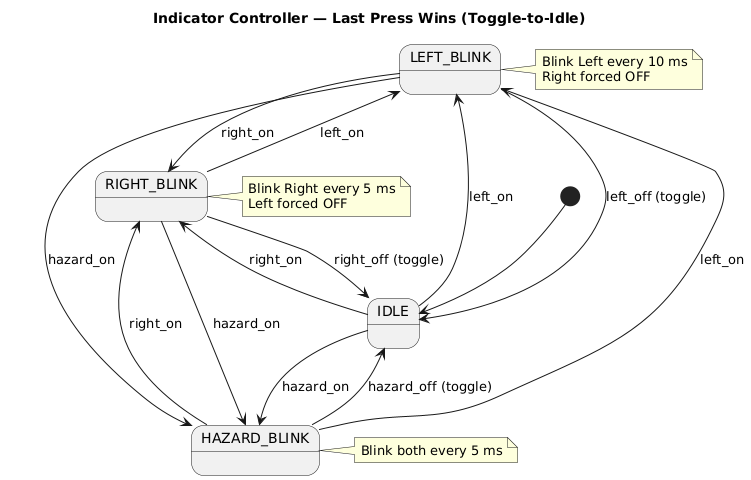 Indicator Controller — Last Press Wins (Toggle-to-Idle)
LEFT_BLINK
Blink Left every 10 ms
Right forced OFF
right_on
left_on
RIGHT_BLINK
Blink Right every 5 ms
Left forced OFF
left_on
left_off (toggle)
hazard_on
right_on
right_off (toggle)
left_on
IDLE
right_on
hazard_on
hazard_on
hazard_off (toggle)
HAZARD_BLINK
Blink both every 5 ms